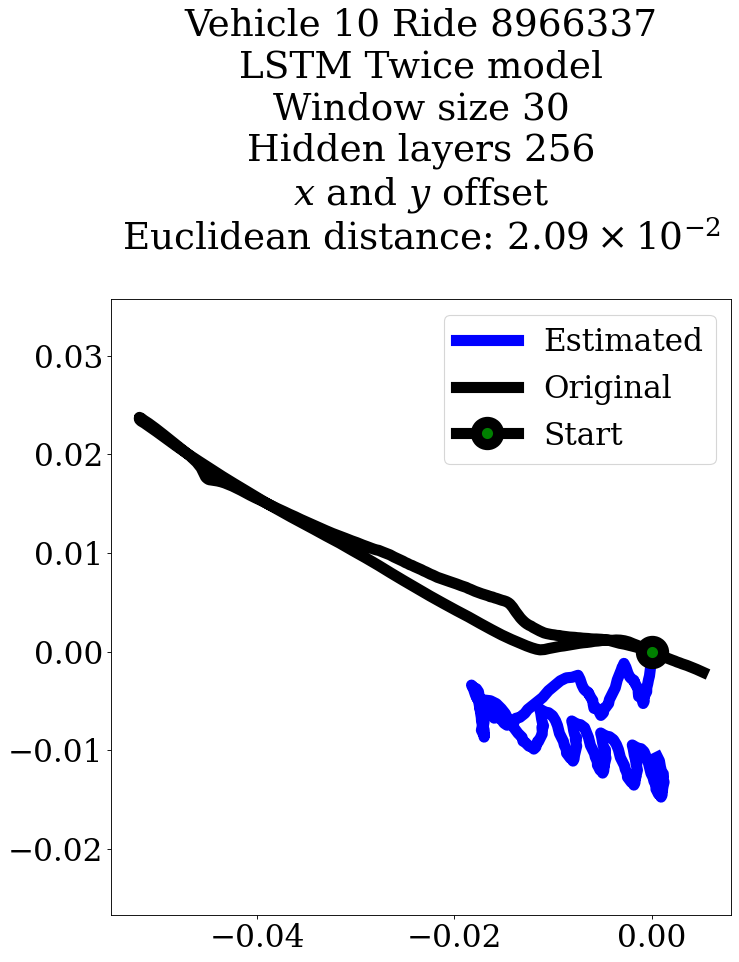 Vehicle 10 Ride 8966337
LSTM Twice model
Window size 30
Hidden layers 256
x and y offset
Euclidean distance: 2.09 × 10⁻²
Estimated
Original
Start
0.03
0.02
0.01
0.00
−0.01
−0.02
−0.04
−0.02
0.00